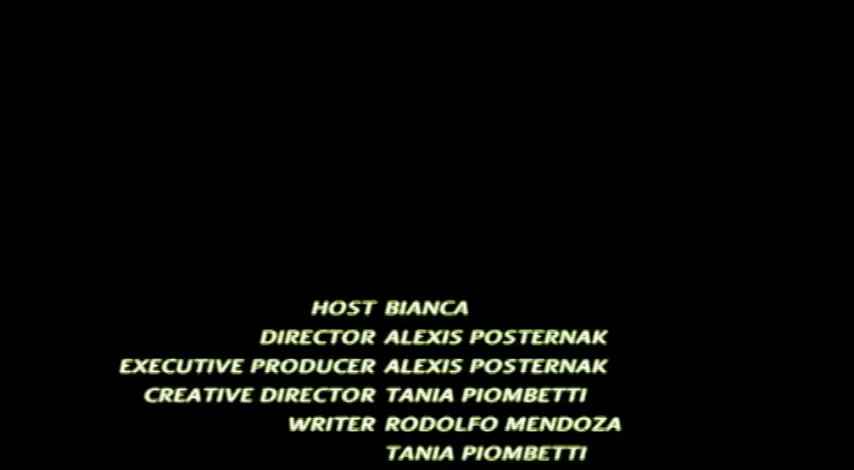 HOST BIANCA
DIRECTOR ALEXIS POSTERNAK
EXECUTIVE PRODUCER ALEXIS POSTERNAK
CREATIVE DIRECTOR TANIA PIOMBETTI
WRITER RODOLFO MENDOZA
TANIA PIOMBETTI